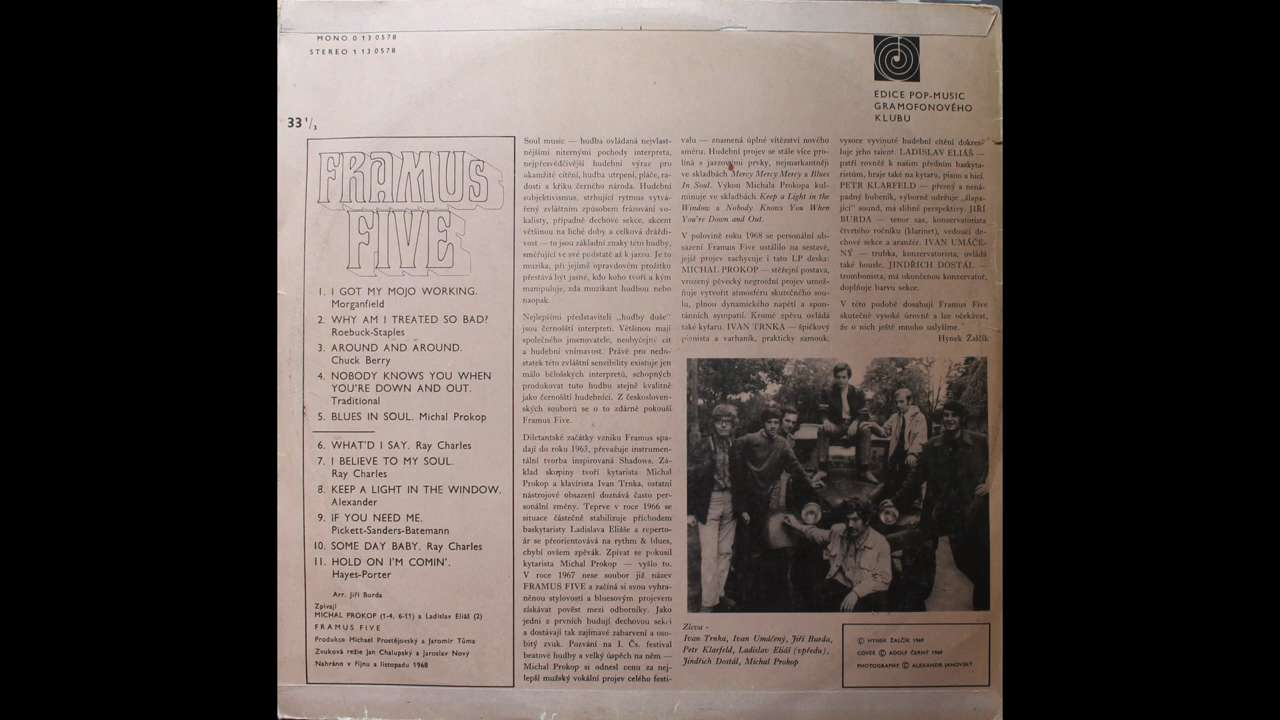 MONO 0 13 0578
STEREO 1 13 0578
EDICE POP-MUSIC
GRAMOFONOVÉHO
KLUBU
33 1/3
FRAMUS
FIVE
1. I GOT MY MOJO WORKING.
Morganfield
2. WHY AM I TREATED SO BAD?
Roebuck-Staples
3. AROUND AND AROUND.
Chuck Berry
4. NOBODY KNOWS YOU WHEN
YOU'RE DOWN AND OUT.
Traditional
5. BLUES IN SOUL. Michal Prokop
6. WHAT'D I SAY. Ray Charles
7. I BELIEVE TO MY SOUL.
Ray Charles
8. KEEP A LIGHT IN THE WINDOW.
Alexander
9. IF YOU NEED ME.
Pickett-Sanders-Batemann
10. SOME DAY BABY. Ray Charles
11. HOLD ON I'M COMIN'.
Hayes-Porter
Arr. Jiří Burda
Zpívají
MICHAL PROKOP (1-4, 6-11) a Ladislav Eliáš (2)
FRAMUS FIVE
Produkce Michael Prostějovský a Jaromír Tůma
Zvuková režie Jan Chalupský a Jaroslav Nový
Nahráno v říjnu a listopadu 1968
Soul music — hudba ovládaná nejvlast-
nějšími niternými pochody interpreta,
nejpřesvědčivější hudební výraz pro
okamžité cítění, hudba utrpení, pláče, ra-
dosti a křiku černého národa. Hudební
subjektivismus, strhující rytmus vytvá-
řený zvláštním způsobem frázování vo-
kalisty, případně dechové sekce, akcent
většinou na liché doby a celková dráždi-
vost — to jsou základní znaky této hudby,
směřující ve své podstatě až k jazzu. Je to
muzika, při jejímž opravdovém prožitku
přestává být jasné, kdo koho tvoří a kým
manipuluje, zda muzikant hudbou nebo
naopak.
Nejlepšími představiteli „hudby duše"
jsou černošští interpreti. Většinou mají
společného jmenovatele, neobyčejný cit
a hudební vnímavost. Právě pro nedo-
statek této zvláštní senzibility existuje jen
málo bělošských interpretů, schopných
produkovat tuto hudbu stejně kvalitně
jako černošští hudebníci. Z českosloven-
ských souborů se o to zdárně pokouší
Framus Five.
Diletantské začátky vzniku Framus spa-
dají do roku 1963, převažuje instrumen-
tální tvorba inspirovaná Shadows. Zá-
klad skupiny tvoří kytarista Michal
Prokop a klavírista Ivan Trnka, ostatní
nástrojové obsazení doznává často per-
sonální změny. Teprve v roce 1966 se
situace částečně stabilizuje příchodem
baskytaristy Ladislava Eliáše a reperto-
ár se přeorientovává na rythm & blues,
chybí ovšem zpěvák. Zpívat se pokusil
kytarista Michal Prokop — vyšlo to.
V roce 1967 nese soubor již název
FRAMUS FIVE a začíná si svou vyhra-
něnou stylovostí a bluesovým projevem
získávat pověst mezi odborníky. Jako
jedni z prvních budují dechovou sekci
a dostávají tak zajímavé zabarvení a oso-
bitý zvuk. Pozvání na I. Čs. festival
beatové hudby a velký úspěch na něm —
Michal Prokop si odnesl cenu za nej-
lepší mužský vokální projev celého festi-
valu — znamená úplné vítězství nového
směru. Hudební projev se stále více pro-
líná s jazzovými prvky, nejmarkantněji
ve skladbách Mercy Mercy Mercy a Blues
In Soul. Výkon Michala Prokopa kul-
minuje ve skladbách Keep a Light in the
Window a Nobody Knows You When
You're Down and Out.
V polovině roku 1968 se personální ob-
sazení Framus Five ustálilo na sestavě,
jejíž projev zachycuje i tato LP deska:
MICHAL PROKOP — stěžejní postava,
vrozený pěvecký negroidní projev umož-
ňuje vytvořit atmosféru skutečného sou-
lu, plnou dynamického napětí a spon-
tánních sympatií. Kromě zpěvu ovládá
také kytaru. IVAN TRNKA — špičkový
pianista a varhaník, prakticky samouk,
vysoce vyvinuté hudební cítění dokres-
luje jeho talent. LADISLAV ELIÁŠ —
patří rovněž k našim předním baskyta-
ristům, hraje také na kytaru, piano a bicí.
PETR KLARFELD — přesný a nená-
padný bubeník, výborně udržuje „šlapa-
jící" sound, má slibné perspektivy. JIŘÍ
BURDA — tenor sax, konzervatorista
čtvrtého ročníku (klarinet), vedoucí de-
chové sekce a aranžér. IVAN UMÁČE-
NÝ — trubka, konzervatorista, ovládá
také housle. JINDŘICH DOSTÁL —
trombonista, má okončenou konzervatoř,
doplňuje barvu sekce.
V této podobě dosahují Framus Five
skutečně vysoké úrovně a lze očekávat,
že o nich ještě mnoho uslyšíme.
Hynek Žalčík
Zleva -
Ivan Trnka, Ivan Umáčený, Jiří Burda,
Petr Klarfeld, Ladislav Eliáš (vpředu),
Jindřich Dostál, Michal Prokop
© HYNEK ŽALČÍK 1969
COVER © ADOLF ČERNÝ 1969
PHOTOGRAPHY © ALEXANDR JANOVSKÝ